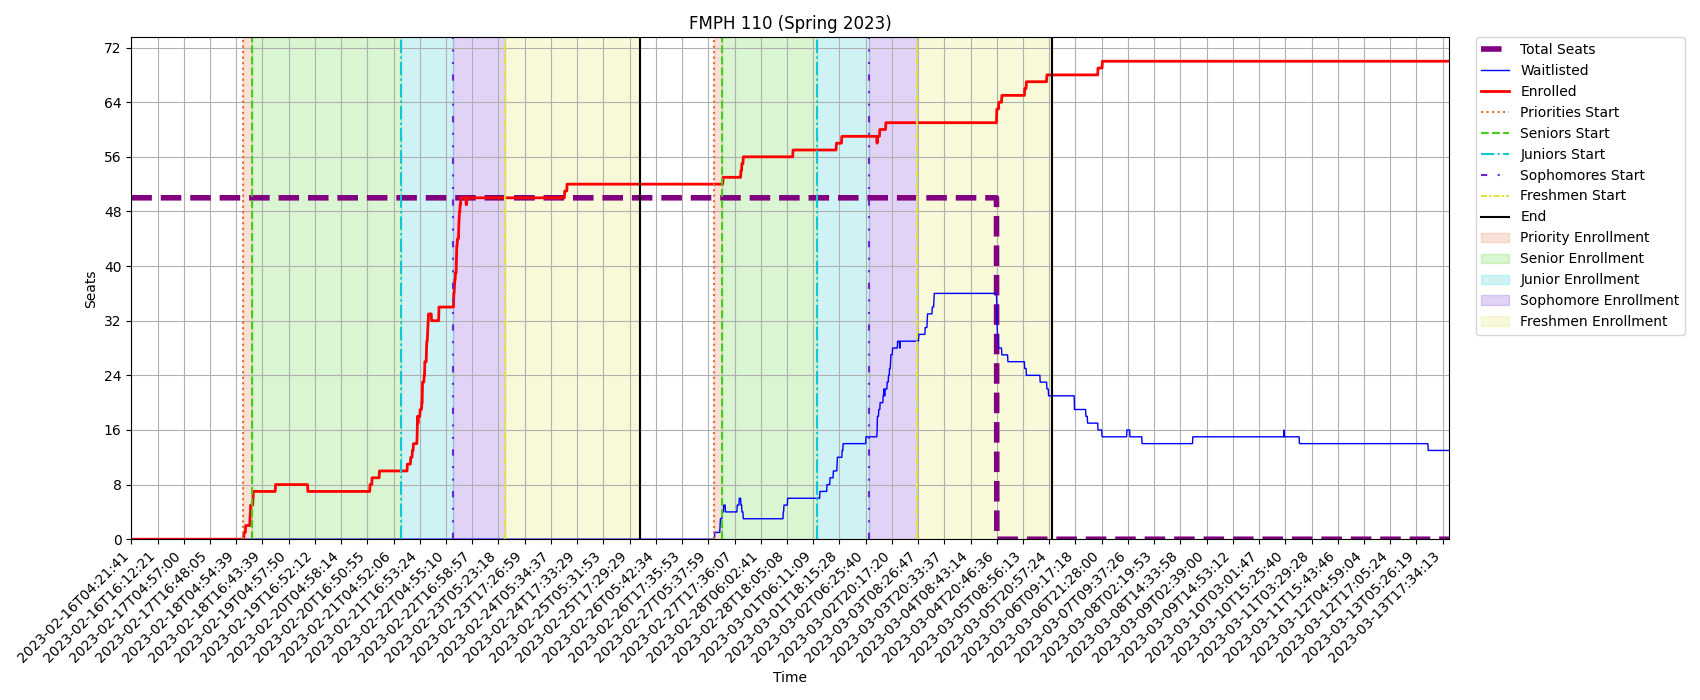 FMPH 110 (Spring 2023)
72
64
56
48
40
32
24
16
8
0
Seats
2023-02-16T04:21:41
2023-02-16T16:12:21
2023-02-17T04:57:00
2023-02-17T16:48:05
2023-02-18T04:54:39
2023-02-18T16:43:39
2023-02-19T04:57:50
2023-02-19T16:52:12
2023-02-20T04:58:14
2023-02-20T16:50:55
2023-02-21T04:52:06
2023-02-21T16:53:24
2023-02-22T04:55:10
2023-02-22T16:58:57
2023-02-23T05:23:18
2023-02-23T17:26:59
2023-02-24T05:34:37
2023-02-24T17:33:29
2023-02-25T05:31:53
2023-02-25T17:29:29
2023-02-26T05:42:34
2023-02-26T17:35:53
2023-02-27T05:37:59
2023-02-27T17:36:07
2023-02-28T06:02:41
2023-02-28T18:05:08
2023-03-01T06:11:09
2023-03-01T18:15:28
2023-03-02T06:25:40
2023-03-02T20:17:20
2023-03-03T08:26:47
2023-03-03T20:33:37
2023-03-04T08:43:14
2023-03-04T20:46:36
2023-03-05T08:56:13
2023-03-05T20:57:24
2023-03-06T09:17:18
2023-03-06T21:28:00
2023-03-07T09:37:26
2023-03-08T02:19:53
2023-03-08T14:33:58
2023-03-09T02:39:00
2023-03-09T14:53:12
2023-03-10T03:01:47
2023-03-10T15:25:40
2023-03-11T03:29:28
2023-03-11T15:43:46
2023-03-12T04:59:04
2023-03-12T17:05:24
2023-03-13T05:26:19
2023-03-13T17:34:13
Time
Total Seats
Waitlisted
Enrolled
Priorities Start
Seniors Start
Juniors Start
Sophomores Start
Freshmen Start
End
Priority Enrollment
Senior Enrollment
Junior Enrollment
Sophomore Enrollment
Freshmen Enrollment